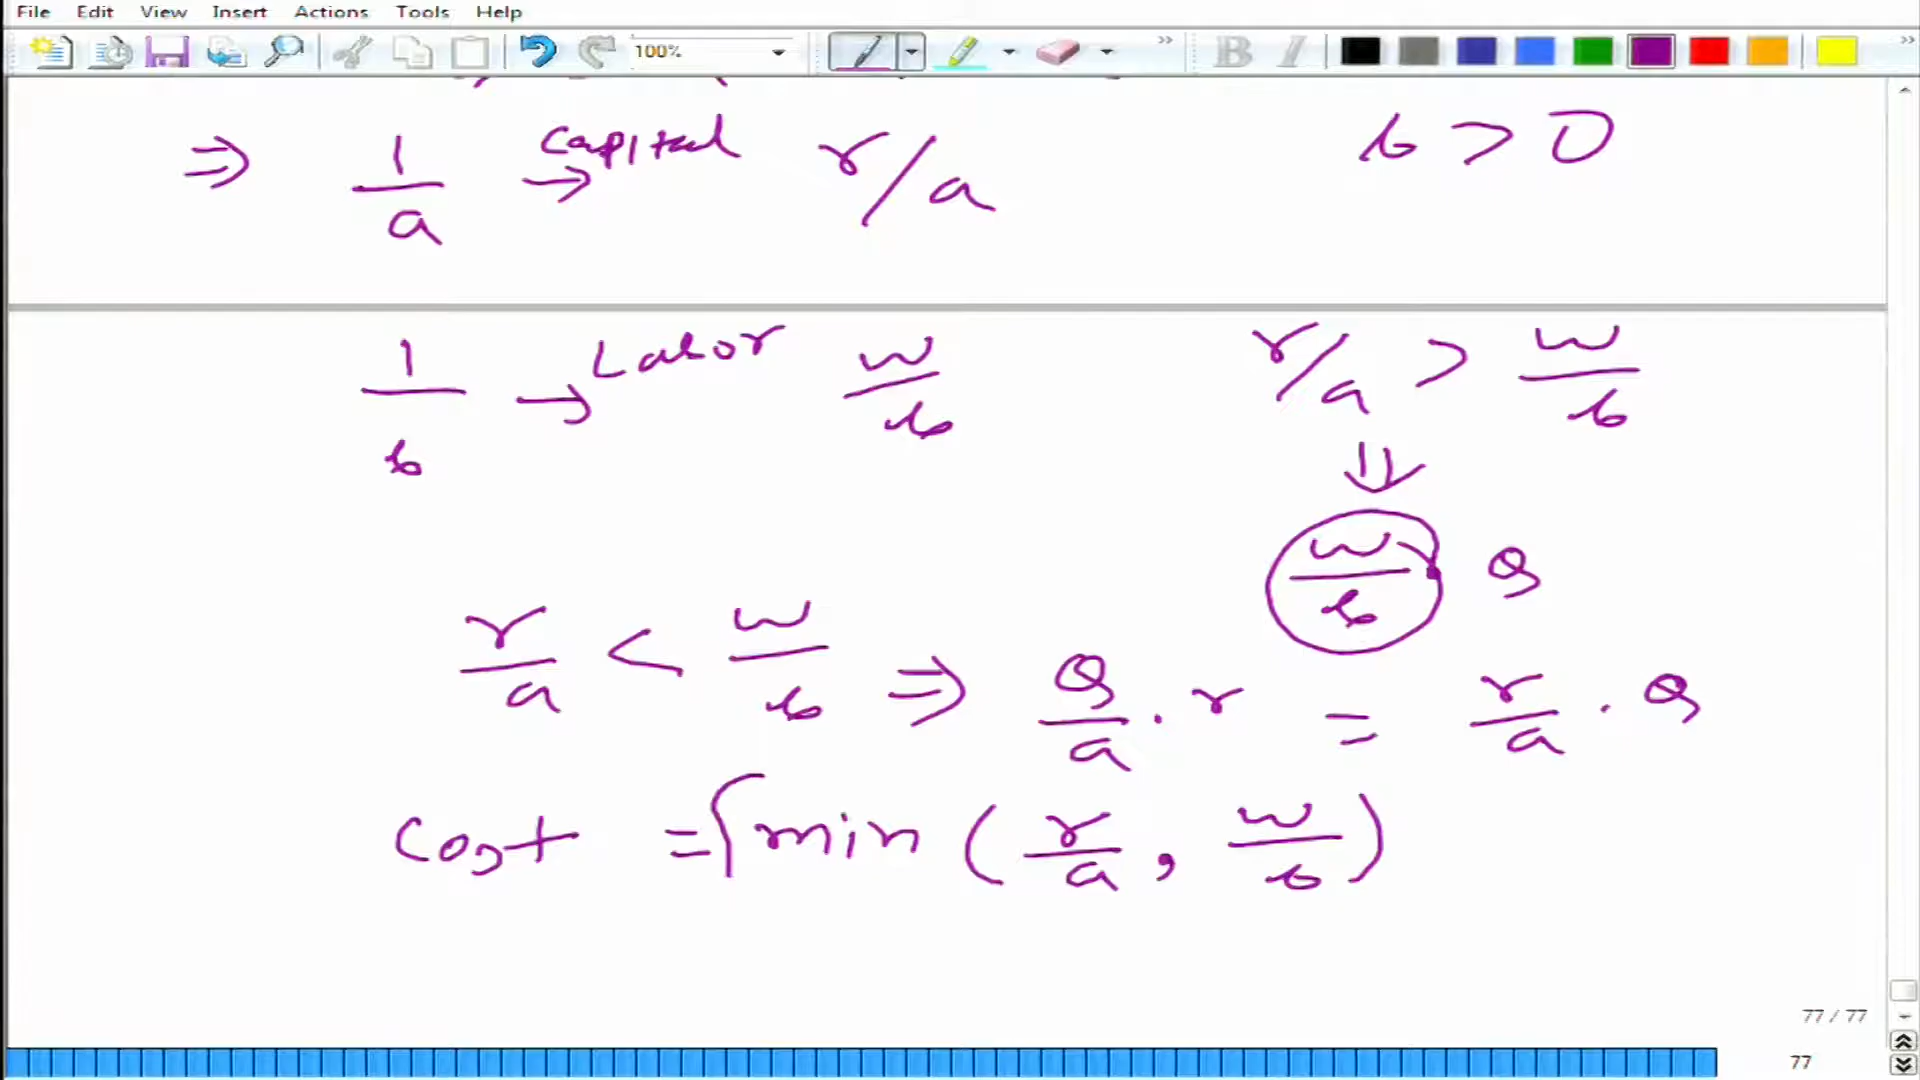 File Edit View Insert Actions Tools Help
100% » B I »
⇒ 1/a → capital r/a b > 0
1/b → Labor w/b r/a > w/b
⇓
w/b . Q
r/a < w/b ⇒ Q/a . r = r/a . Q
Cost = [ min ( r/a , w/b )
77 / 77
77